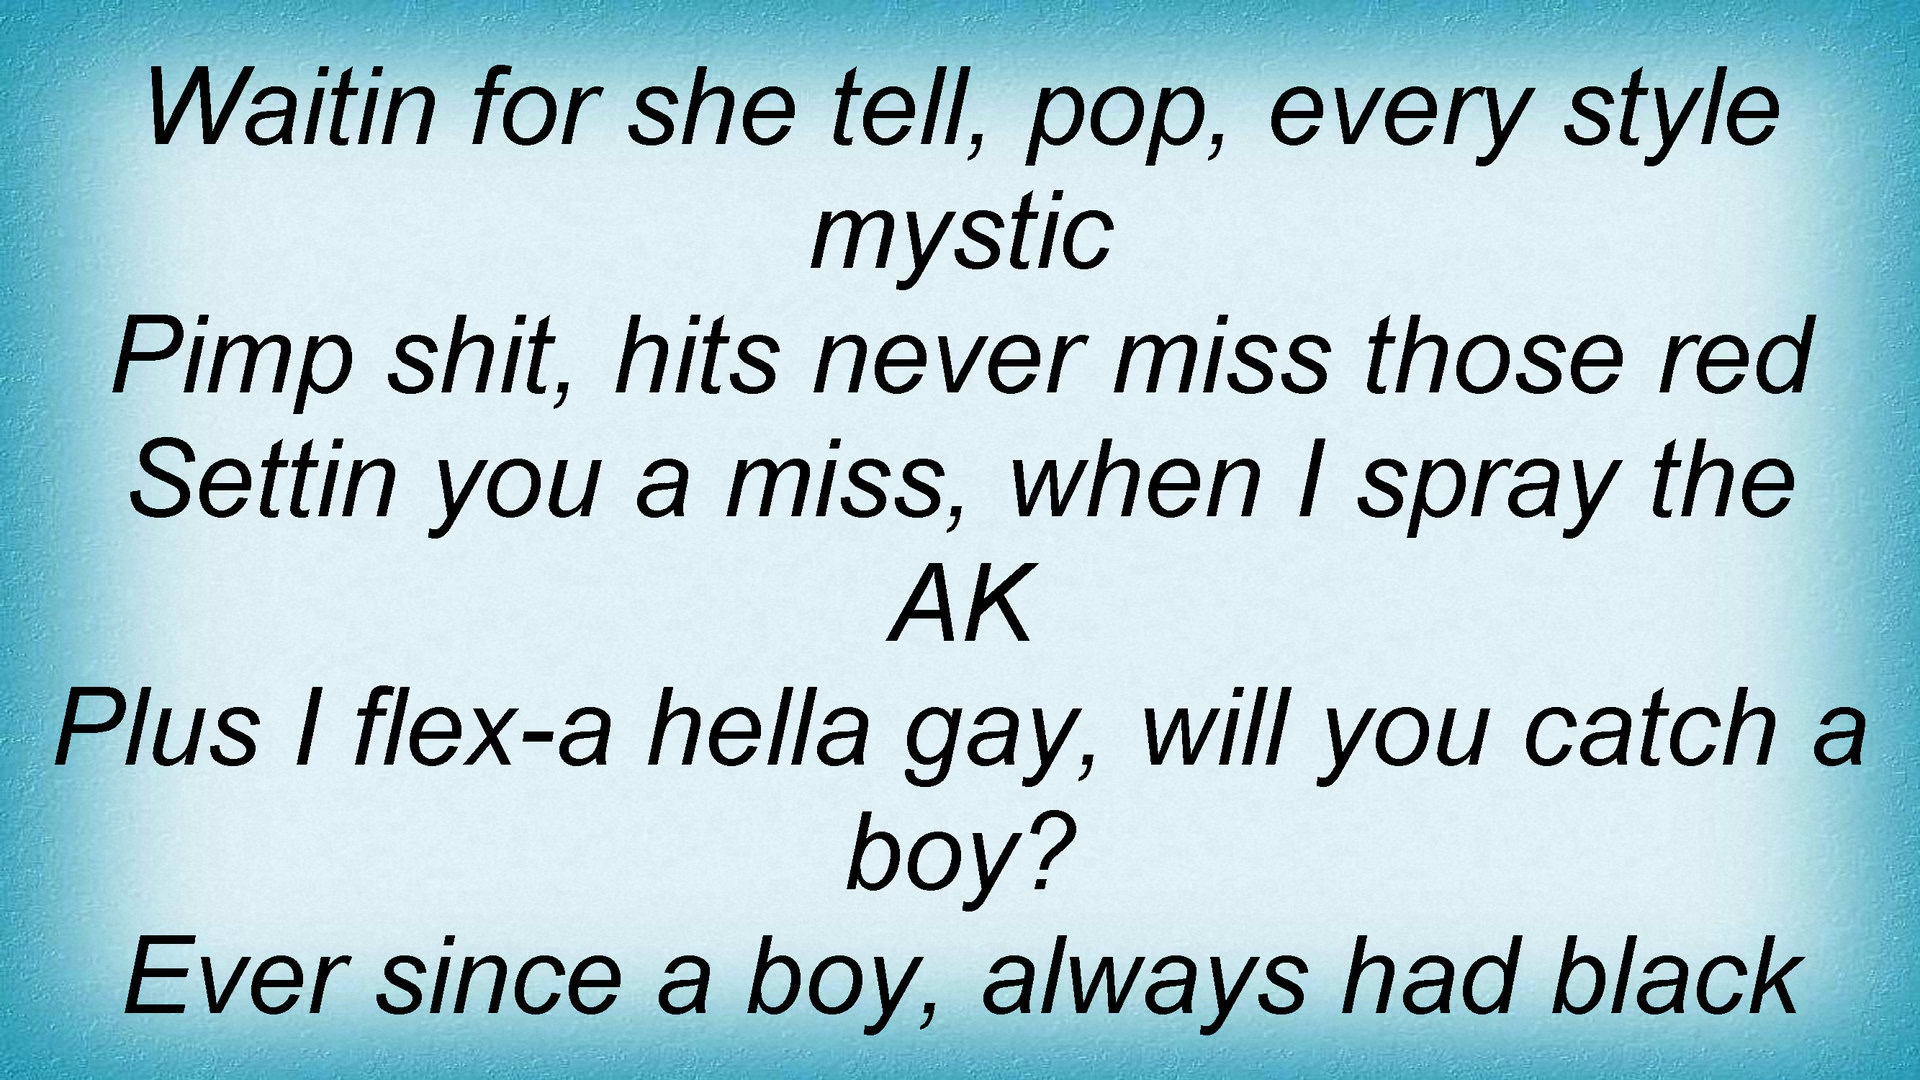 Waitin for she tell, pop, every style
mystic
Pimp shit, hits never miss those red
Settin you a miss, when I spray the
AK
Plus I flex-a hella gay, will you catch a
boy?
Ever since a boy, always had black